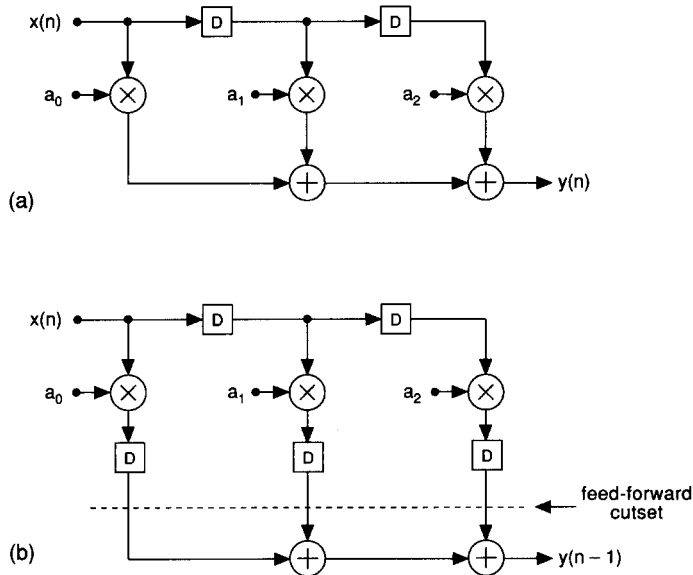 x(n) D D
a0 a1 a2
y(n)
(a)
x(n) D D
a0 a1 a2
D D D
feed-forward
cutset
(b) y(n − 1)